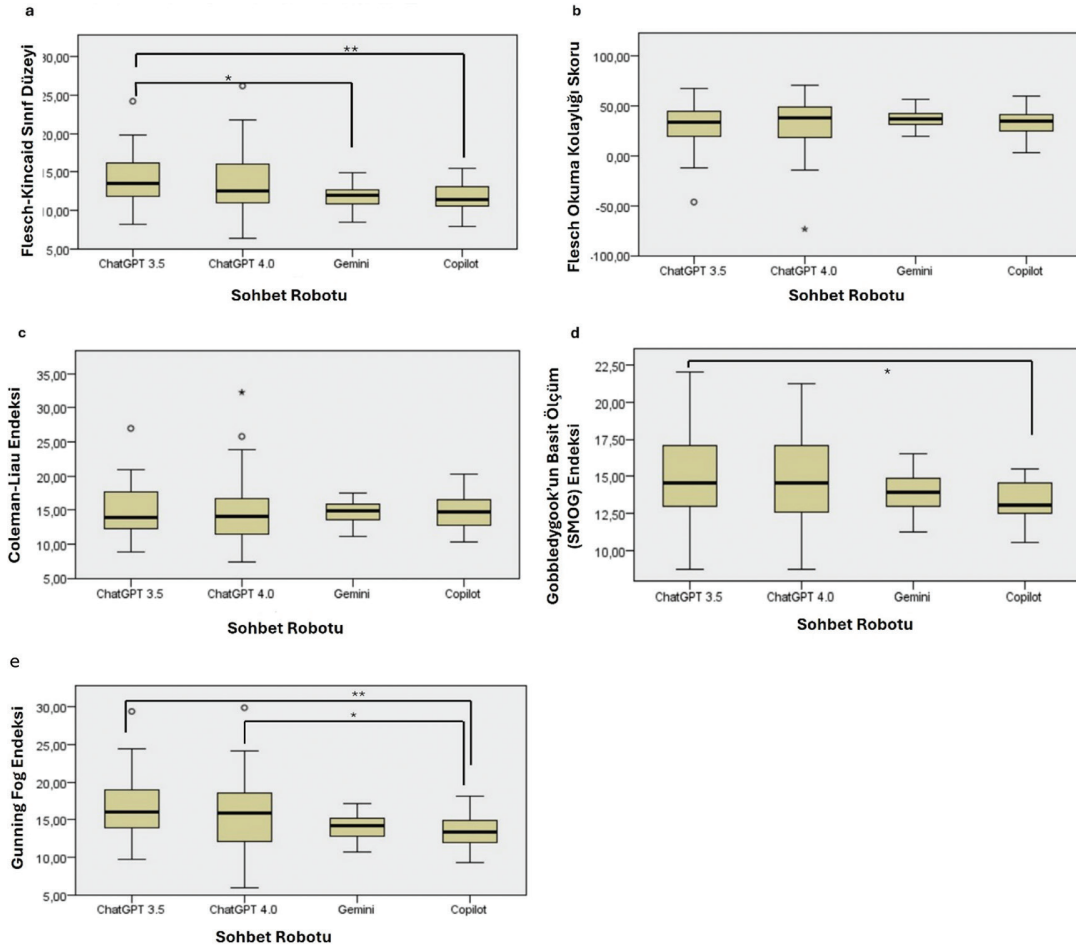 a
Flesch-Kincaid Sınıf Düzeyi
30,00
25,00
20,00
15,00
10,00
5,00
**
*
ChatGPT 3.5 ChatGPT 4.0 Gemini Copilot
Sohbet Robotu
b
Flesch Okuma Kolaylığı Skoru
100,00
50,00
0,00
-50,00
-100,00
*
ChatGPT 3.5 ChatGPT 4.0 Gemini Copilot
Sohbet Robotu
c
Coleman-Liau Endeksi
35,00
30,00
25,00
20,00
15,00
10,00
5,00
*
ChatGPT 3.5 ChatGPT 4.0 Gemini Copilot
Sohbet Robotu
d
Gobbledygook’un Basit Ölçüm
(SMOG) Endeksi
22,50
20,00
17,50
15,00
12,50
10,00
*
ChatGPT 3.5 ChatGPT 4.0 Gemini Copilot
Sohbet Robotu
e
Gunning Fog Endeksi
30,00
25,00
20,00
15,00
10,00
5,00
**
*
ChatGPT 3.5 ChatGPT 4.0 Gemini Copilot
Sohbet Robotu